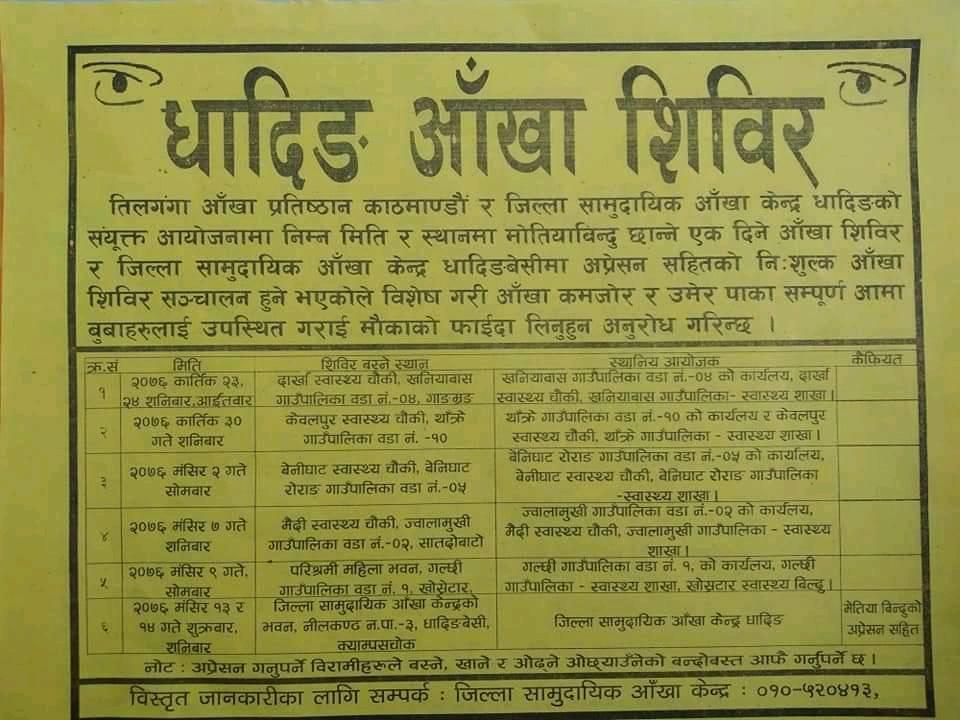 धादिङ आँखा शिविर
तिलगंगा आँखा प्रतिष्ठान काठमाण्डौं र जिल्ला सामुदायिक आँखा केन्द्र धादिङको
संयूक्त आयोजनामा निम्न मिति र स्थानमा मोतियाविन्दु छान्ने एक दिने आँखा शिविर
र जिल्ला सामुदायिक आँखा केन्द्र धादिङबेसीमा अप्रेसन सहितको निःशुल्क आँखा
शिविर सञ्चालन हुने भएकोले विशेष गरी आँखा कमजोर र उमेर पाका सम्पूर्ण आमा
बुबाहरुलाई उपस्थित गराई मौकाको फाईदा लिनुहुन अनुरोध गरिन्छ ।
क्र.सं मिति शिविर बस्ने स्थान स्थानिय आयोजक कैफियत
१ २०७६ कार्तिक २३, दार्खा स्वास्थ्य चौकी, खनियाबास खनियाबास गाउँपालिका वडा नं.-०४ को कार्यलय, दार्खा
२४ शनिबार,आईतबार गाउँपालिका वडा नं.-०४, गाङम्रङ स्वास्थ्य चौकी, खनियाबास गाउँपालिका- स्वास्थ्य शाखा ।
२ २०७६ कार्तिक ३० केवलपुर स्वास्थ्य चौकी, थाँक्रे थाँक्रे गाउँपालिका वडा नं.-१० को कार्यलय र केवलपुर
गते शनिबार गाउँपालिका वडा नं. -१० स्वास्थ्य चौकी, थाँक्रे गाउँपालिका - स्वास्थ्य शाखा ।
३ २०७६ मंसिर २ गते बेनीघाट स्वास्थ्य चौकी, बेनिघाट बेनिघाट रोराङ गाउँपालिका वडा नं.-०५ को कार्यलय,
सोमबार रोराङ गाउँपालिका वडा नं.-०५ बेनीघाट स्वास्थ्य चौकी, बेनिघाट रोराङ गाउँपालिका
-स्वास्थ्य शाखा ।
४ २०७६ मंसिर ७ गते मैदी स्वास्थ्य चौकी, ज्वालामुखी ज्वालामुखी गाउँपालिका वडा नं.-०२ को कार्यलय,
शनिबार गाउँपालिका वडा नं.-०२, सातदोबाटो मैदी स्वास्थ्य चौकी, ज्वालामुखी गाउँपालिका - स्वास्थ्य
शाखा ।
५ २०७६ मंसिर ९ गते, परिश्रमी महिला भवन, गल्छी गल्छी गाउँपालिका वडा नं. १, को कार्यलय, गल्छी
सोमबार गाउँपालिका वडा नं. १, खोस्रेटार, गाउँपालिका - स्वास्थ्य शाखा, खोस्रेटार स्वास्थ्य बिन्दु ।
६ २०७६ मंसिर १३ र जिल्ला सामुदायिक आँखा केन्द्रको जिल्ला सामुदायिक आँखा केन्द्र धादिङ मेतिया बिन्दुको
१४ गते शुक्रबार, भवन, नीलकण्ठ न.पा.-३, धादिङबेसी, अप्रेसन सहित
शनिबार क्याम्पसचोक
नोट : अप्रेसन गनुपर्ने विरामीहरुले बस्ने, खाने र ओढ्ने ओछ्याउँनेको बन्दोबस्त आफै गर्नुपर्ने छ ।
विस्तृत जानकारीका लागि सम्पर्क : जिल्ला सामुदायिक आँखा केन्द्र : ०१०-५२०४१३,